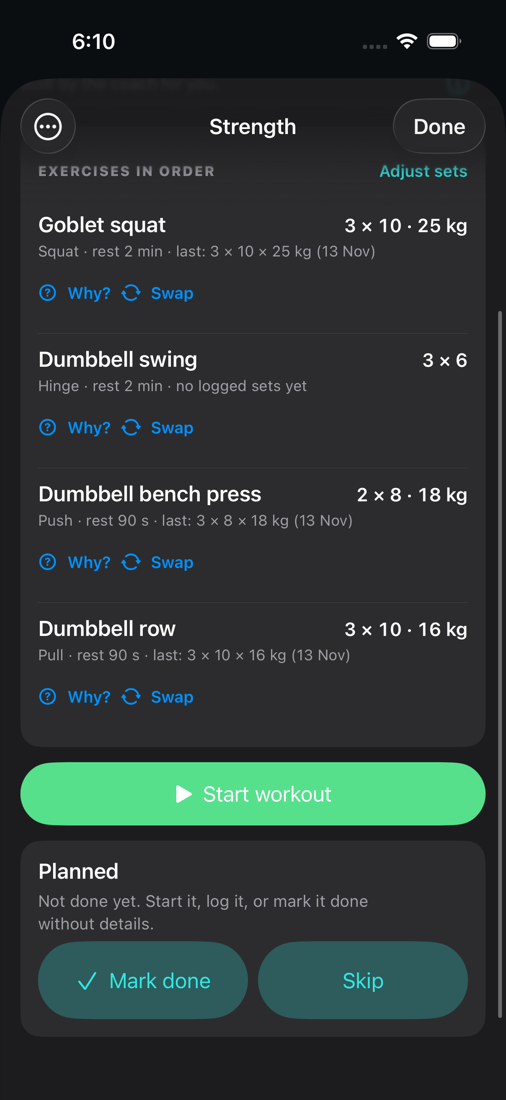 6:10
Strength
Done
EXERCISES IN ORDER
Adjust sets
Goblet squat
3 × 10 · 25 kg
Squat · rest 2 min · last: 3 × 10 × 25 kg (13 Nov)
Why?
Swap
Dumbbell swing
3 × 6
Hinge · rest 2 min · no logged sets yet
Why?
Swap
Dumbbell bench press
2 × 8 · 18 kg
Push · rest 90 s · last: 3 × 8 × 18 kg (13 Nov)
Why?
Swap
Dumbbell row
3 × 10 · 16 kg
Pull · rest 90 s · last: 3 × 10 × 16 kg (13 Nov)
Why?
Swap
Start workout
Planned
Not done yet. Start it, log it, or mark it done
without details.
Mark done
Skip